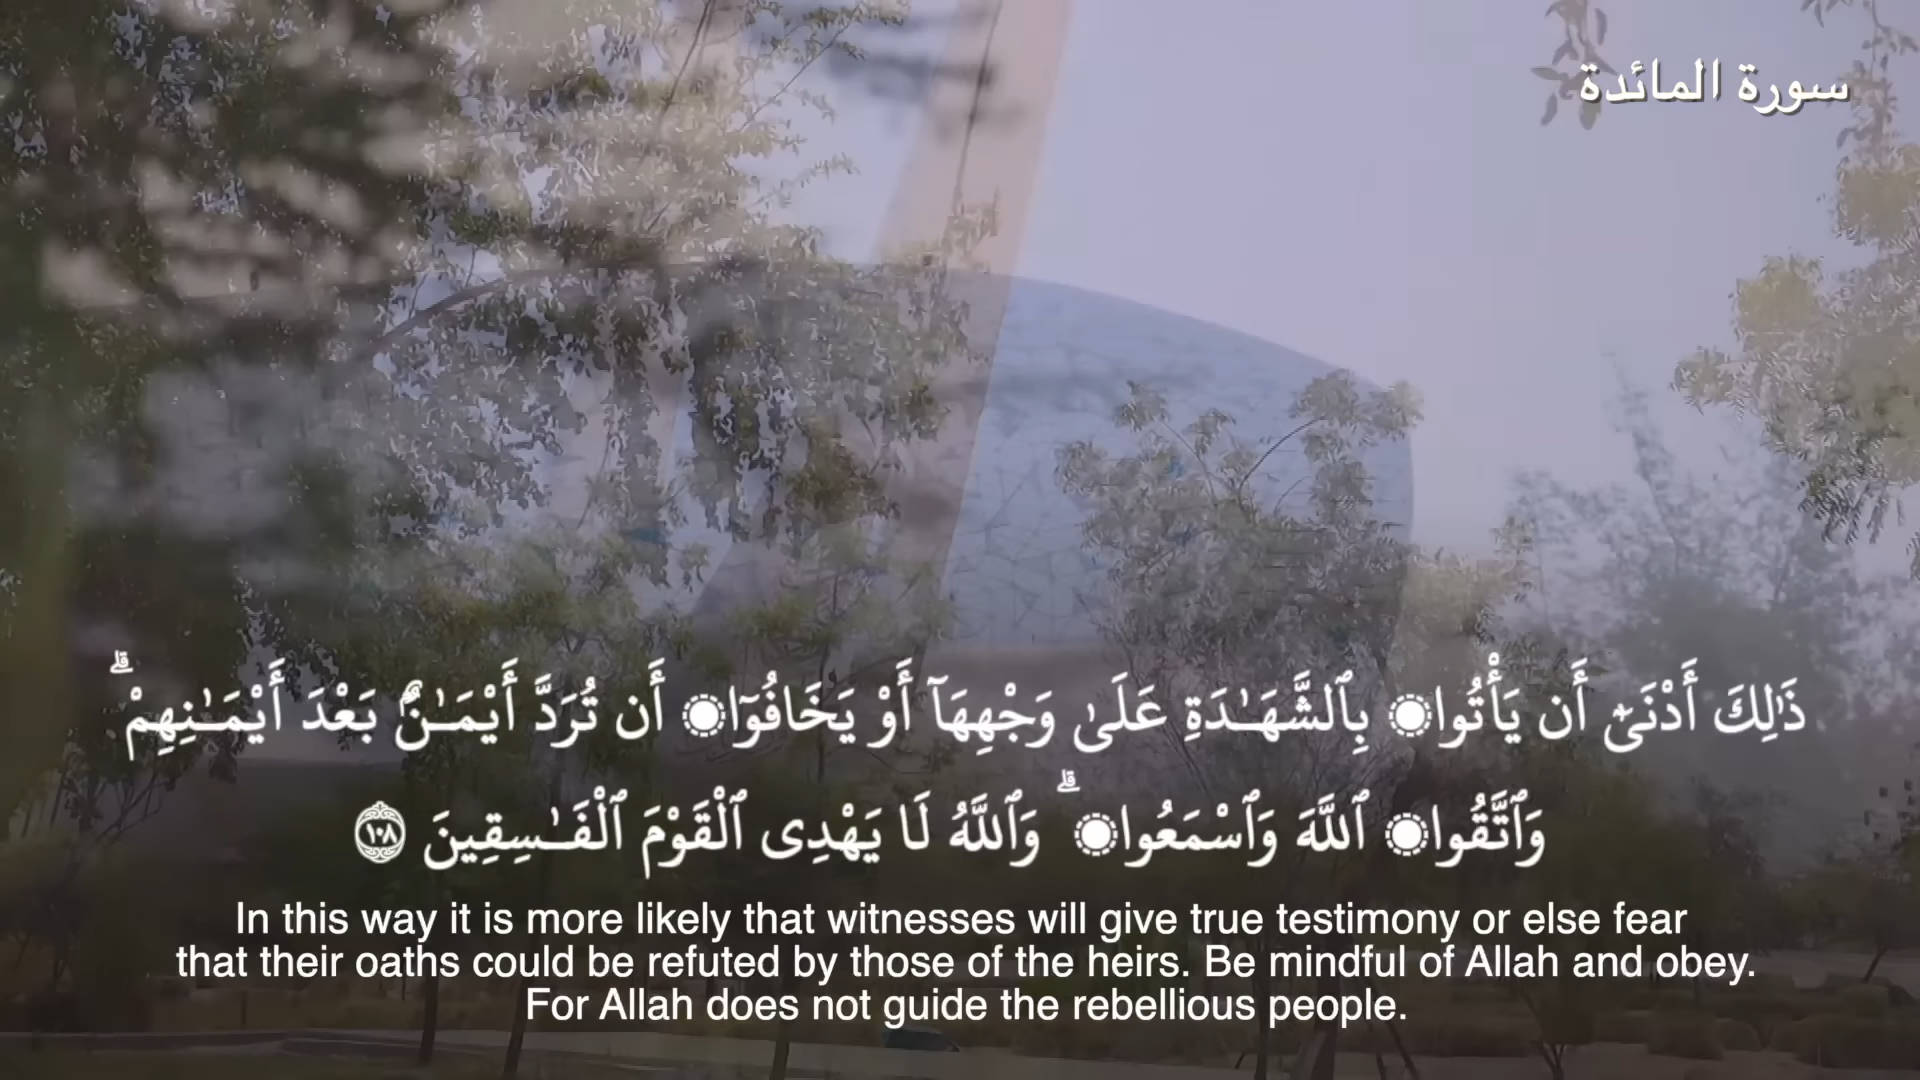 سورة المائدة
ذَٰلِكَ أَدْنَىٰٓ أَن يَأْتُوا۟ بِٱلشَّهَـٰدَةِ عَلَىٰ وَجْهِهَآ أَوْ يَخَافُوٓا۟ أَن تُرَدَّ أَيْمَـٰنٌۢ بَعْدَ أَيْمَـٰنِهِمْ ۗ
وَٱتَّقُوا۟ ٱللَّهَ وَٱسْمَعُوا۟ ۗ وَٱللَّهُ لَا يَهْدِى ٱلْقَوْمَ ٱلْفَـٰسِقِينَ ١٠٨
In this way it is more likely that witnesses will give true testimony or else fear
that their oaths could be refuted by those of the heirs. Be mindful of Allah and obey.
For Allah does not guide the rebellious people.